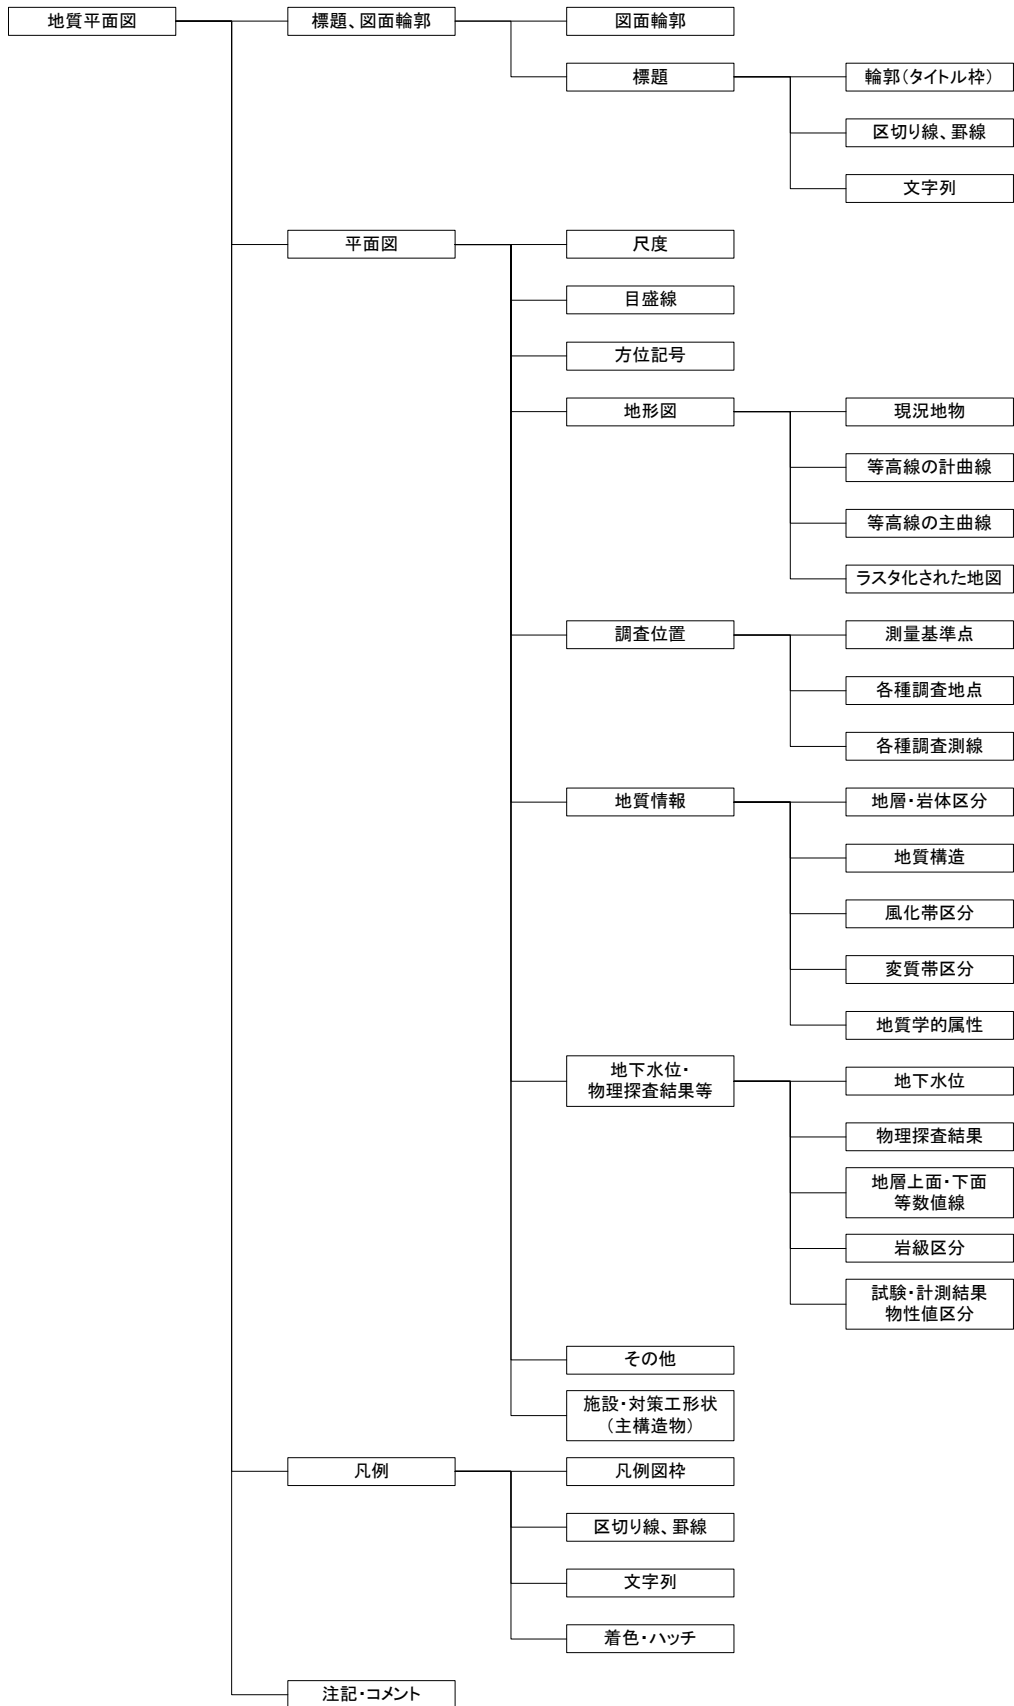 地質平面図
標題、図面輪郭
図面輪郭
標題
輪郭（タイトル枠）
区切り線、罫線
文字列
平面図
尺度
目盛線
方位記号
地形図
現況地物
等高線の計曲線
等高線の主曲線
ラスタ化された地図
調査位置
測量基準点
各種調査地点
各種調査測線
地質情報
地層・岩体区分
地質構造
風化帯区分
変質帯区分
地質学的属性
地下水位・
物理探査結果等
地下水位
物理探査結果
地層上面・下面
等数値線
岩級区分
試験・計測結果
物性値区分
その他
施設・対策工形状
（主構造物）
凡例
凡例図枠
区切り線、罫線
文字列
着色・ハッチ
注記・コメント